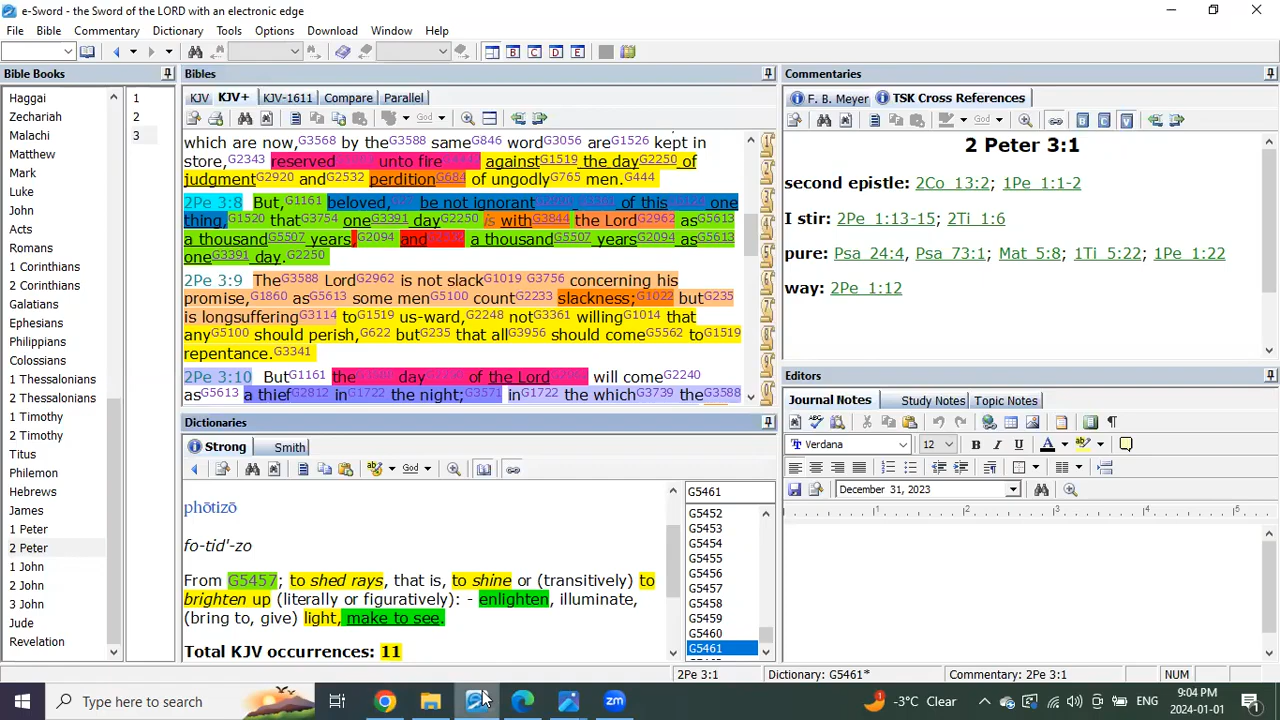 e-Sword - the Sword of the LORD with an electronic edge
File Bible Commentary Dictionary Tools Options Download Window Help
Bible Books
Haggai
Zechariah
Malachi
Matthew
Mark
Luke
John
Acts
Romans
1 Corinthians
2 Corinthians
Galatians
Ephesians
Philippians
Colossians
1 Thessalonians
2 Thessalonians
1 Timothy
2 Timothy
Titus
Philemon
Hebrews
James
1 Peter
2 Peter
1 John
2 John
3 John
Jude
Revelation
1
2
3
Bibles
KJV KJV+ KJV-1611 Compare Parallel
which are now,G3568 by theG3588 sameG846 wordG3056 areG1526 kept in
store,G2343 reserved unto fire againstG1519 the dayG2250 of
judgmentG2920 andG2532 perditionG684 of ungodlyG765 men.G444
2Pe 3:8 But,G1161 beloved, be not ignorant of this one
thing,G1520 thatG3754 oneG3391 dayG2250 is withG3844 the LordG2962 asG5613
a thousandG5507 years,G2094 and a thousandG5507 yearsG2094 asG5613
oneG3391 day.G2250
2Pe 3:9 TheG3588 LordG2962 is not slackG1019 G3756 concerning his
promise,G1860 asG5613 some menG5100 countG2233 slackness;G1022 butG235
is longsufferingG3114 toG1519 us-ward,G2248 notG3361 willingG1014 that
anyG5100 should perish,G622 butG235 that allG3956 should comeG5562 toG1519
repentance.G3341
2Pe 3:10 ButG1161 the day of the Lord will comeG2240
asG5613 a thiefG2812 inG1722 the night;G3571 inG1722 the whichG3739 theG3588
Dictionaries
Strong Smith
phōtizō
fo-tid'-zo
From G5457; to shed rays, that is, to shine or (transitively) to
brighten up (literally or figuratively): - enlighten, illuminate,
(bring to, give) light, make to see.
Total KJV occurrences: 11
G5461
G5452
G5453
G5454
G5455
G5456
G5457
G5458
G5459
G5460
G5461
Commentaries
F. B. Meyer TSK Cross References
2 Peter 3:1
second epistle: 2Co 13:2; 1Pe 1:1-2
I stir: 2Pe 1:13-15; 2Ti 1:6
pure: Psa 24:4, Psa 73:1; Mat 5:8; 1Ti 5:22; 1Pe 1:22
way: 2Pe 1:12
Editors
Journal Notes Study Notes Topic Notes
Verdana 12 B I U A
December 31, 2023
1 2 3 4 5
2Pe 3:1 Dictionary: G5461* Commentary: 2Pe 3:1 NUM
Type here to search
-3°C Clear
ENG
9:04 PM
2024-01-01